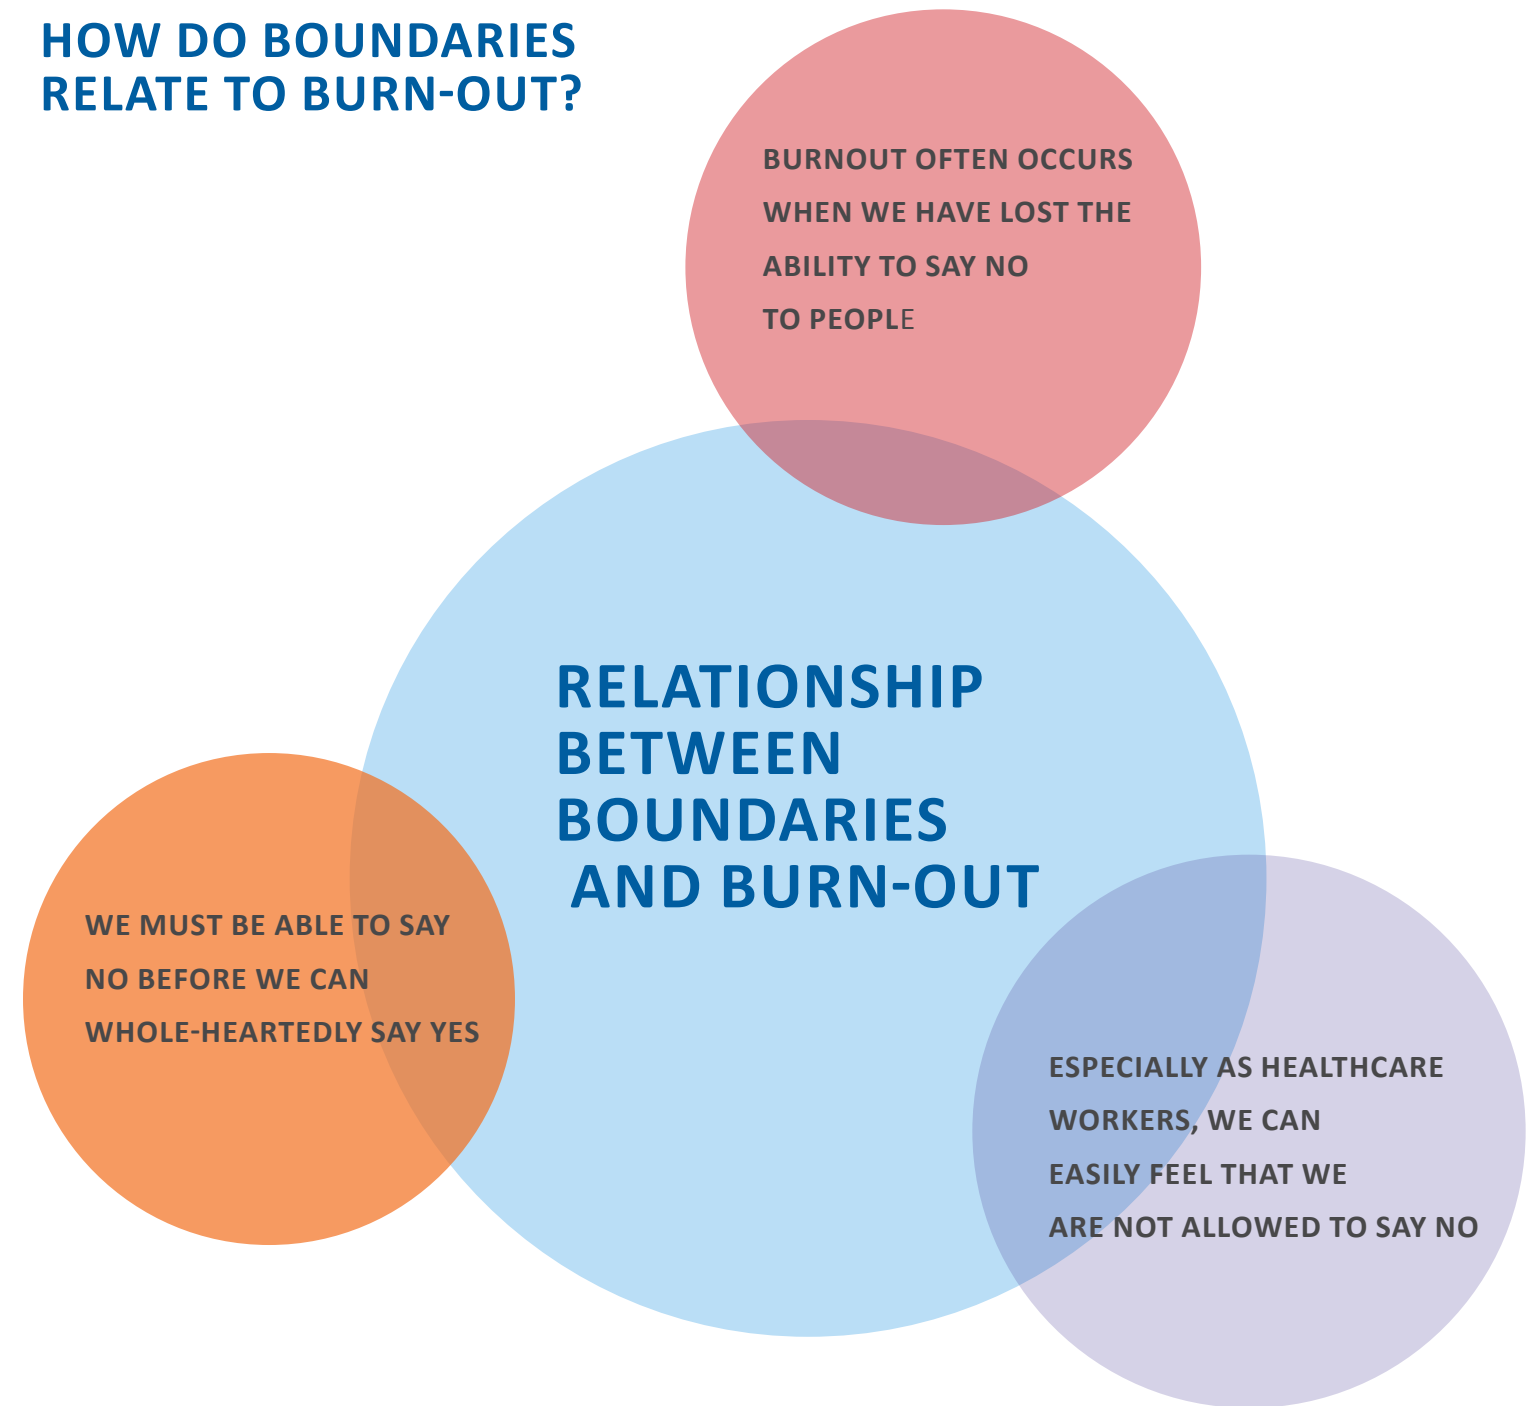 HOW DO BOUNDARIES
RELATE TO BURN-OUT?
BURNOUT OFTEN OCCURS
WHEN WE HAVE LOST THE
ABILITY TO SAY NO
TO PEOPLE
RELATIONSHIP
BETWEEN
BOUNDARIES
AND BURN-OUT
WE MUST BE ABLE TO SAY
NO BEFORE WE CAN
WHOLE-HEARTEDLY SAY YES
ESPECIALLY AS HEALTHCARE
WORKERS, WE CAN
EASILY FEEL THAT WE
ARE NOT ALLOWED TO SAY NO